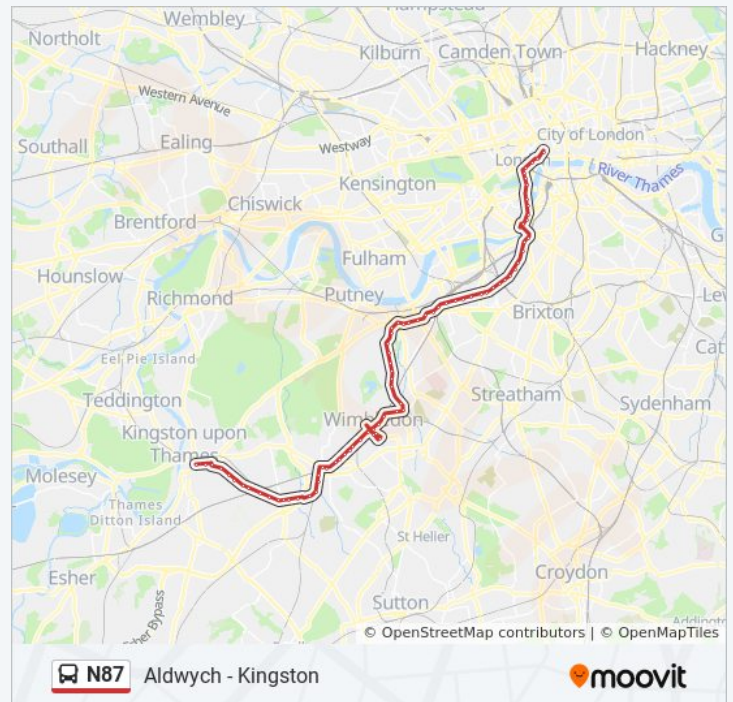 Wembley
Northolt
Kilburn
Camden Town
Hackney
Western Avenue
City of London
Southall
Ealing
Westway
London
River Thames
Kensington
Chiswick
Brentford
Fulham
Hounslow
Richmond
Putney
Brixton
Eel Pie Island
Teddington
Streatham
Sydenham
Wimbledon
Kingston upon
Thames
Molesey
Thames
Ditton Island
St Helier
Esher
Croydon
Esher Bypass
Sutton
© OpenStreetMap contributors | © OpenMapTiles
N87 Aldwych - Kingston
moovit